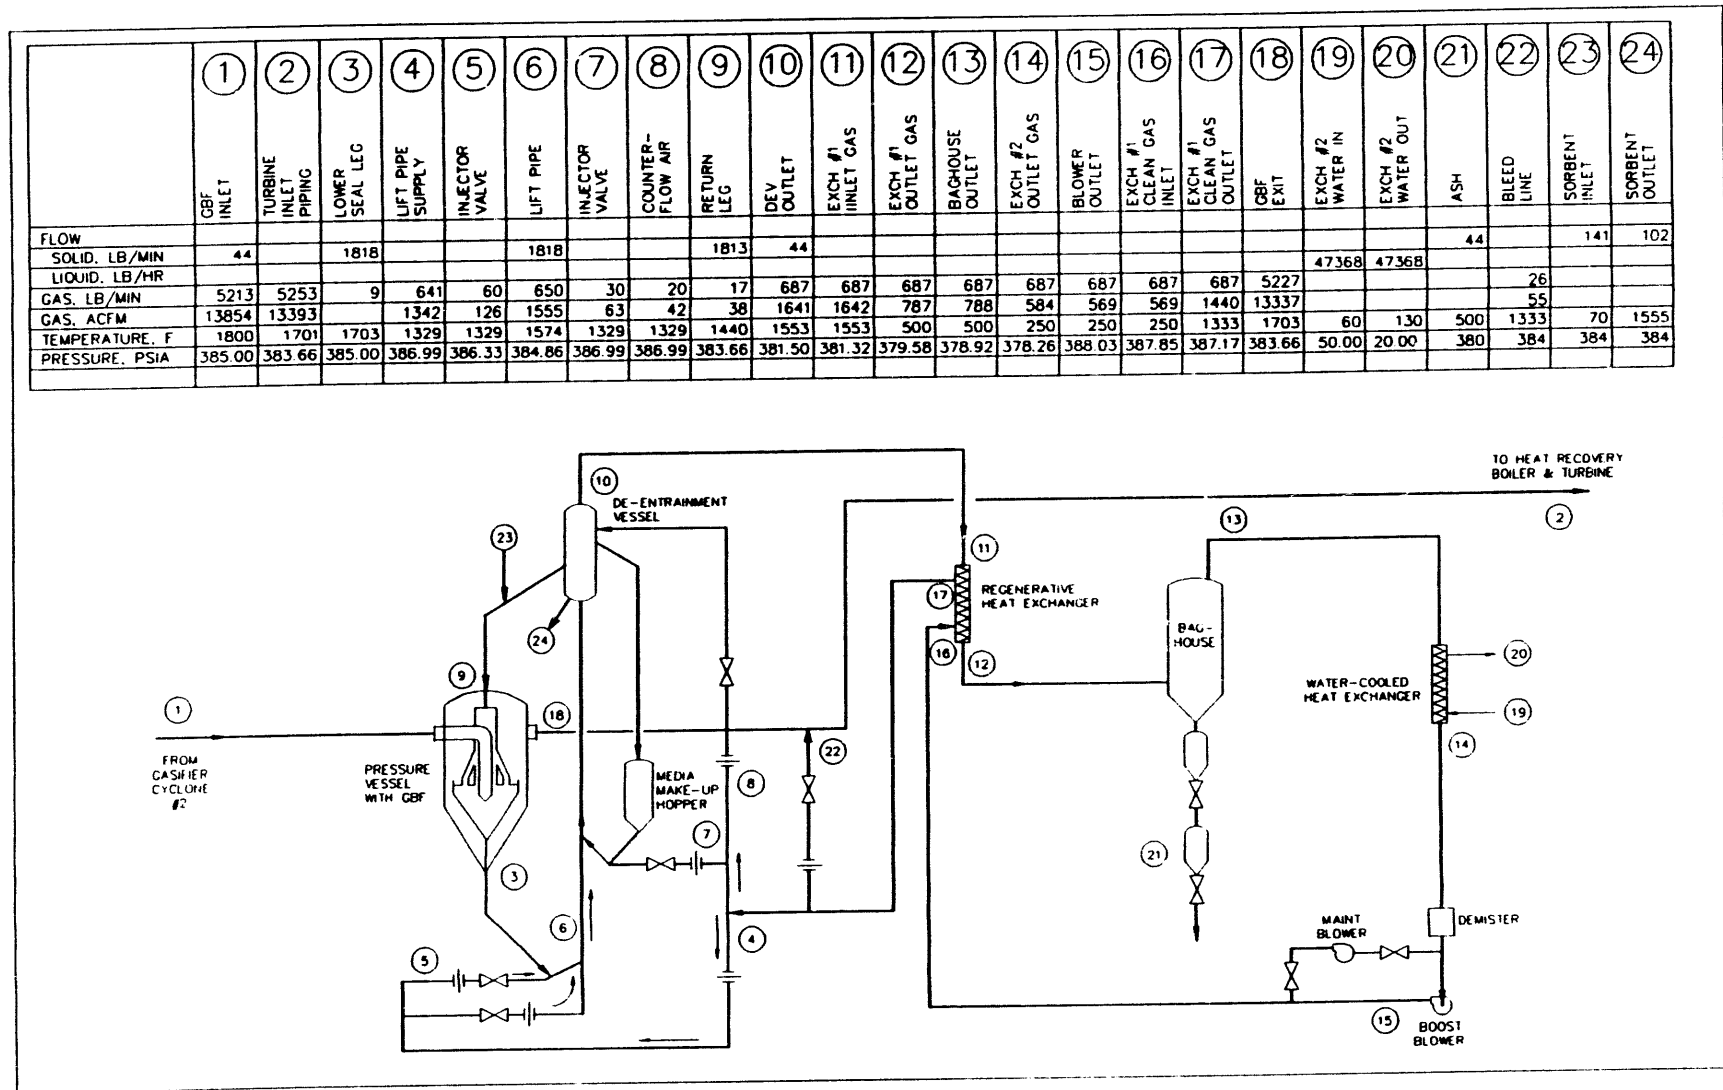 1 2 3 4 5 6 7 8 9 10 11 12 13 14 15 16 17 18 19 20 21 22 23 24
GBF INLET
TURBINE INLET PIPING
LOWER SEAL LEG
LIFT PIPE SUPPLY
INJECTOR VALVE
LIFT PIPE
INJECTOR VALVE
COUNTER-FLOW AIR
RETURN LEG
DEV OUTLET
EXCH #1 IINLET GAS
EXCH #1 OUTLET GAS
BAGHOUSE OUTLET
EXCH #2 OUTLET GAS
BLOWER OUTLET
EXCH #1 CLEAN GAS INLET
EXCH #1 CLEAN GAS OUTLET
GBF EXIT
EXCH #2 WATER IN
EXCH #2 WATER OUT
ASH
BLEED LINE
SORBENT INLET
SORBENT OUTLET
FLOW
SOLID. LB/MIN 44 1818 1818 1813 44 44 141 102
LIQUID. LB/HR 47368 47368
GAS. LB/MIN 5213 5253 9 641 60 650 30 20 17 687 687 687 687 687 687 687 687 5227 26
GAS. ACFM 13854 13393 1342 126 1555 63 42 38 1641 1642 787 788 584 569 569 1440 13337 55
TEMPERATURE. F 1800 1701 1703 1329 1329 1574 1329 1329 1440 1553 1553 500 500 250 250 250 1333 1703 60 130 500 1333 70 1555
PRESSURE. PSIA 385.00 383.66 385.00 386.99 386.33 384.86 386.99 386.99 383.66 381.50 381.32 379.58 378.92 378.26 388.03 387.85 387.17 383.66 50.00 20.00 380 384 384 384
TO HEAT RECOVERY
BOILER & TURBINE
10
DE-ENTRAINMENT
VESSEL
13
2
23
11
17
REGENERATIVE
HEAT EXCHANGER
24
16
12
BAG-
HOUSE
20
WATER-COOLED
HEAT EXCHANGER
19
9
1
18
14
22
FROM
GASIFIER
CYCLONE
#2
PRESSURE
VESSEL
WITH GBF
MEDIA
MAKE-UP
HOPPER
8
7
21
3
6
4
MAINT
BLOWER
DEMISTER
5
15
BOOST
BLOWER